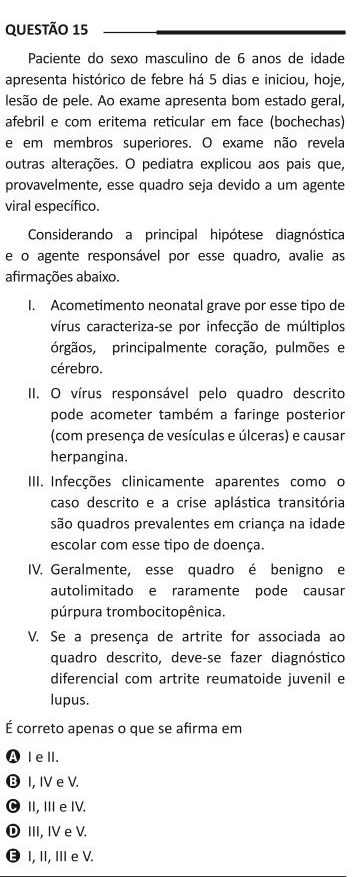 QUESTÃO 15
Paciente do sexo masculino de 6 anos de idade
apresenta histórico de febre há 5 dias e iniciou, hoje,
lesão de pele. Ao exame apresenta bom estado geral,
afebril e com eritema reticular em face (bochechas)
e em membros superiores. O exame não revela
outras alterações. O pediatra explicou aos pais que,
provavelmente, esse quadro seja devido a um agente
viral específico.
Considerando a principal hipótese diagnóstica
e o agente responsável por esse quadro, avalie as
afirmações abaixo.
I. Acometimento neonatal grave por esse tipo de
vírus caracteriza-se por infecção de múltiplos
órgãos, principalmente coração, pulmões e
cérebro.
II. O vírus responsável pelo quadro descrito
pode acometer também a faringe posterior
(com presença de vesículas e úlceras) e causar
herpangina.
III. Infecções clinicamente aparentes como o
caso descrito e a crise aplástica transitória
são quadros prevalentes em criança na idade
escolar com esse tipo de doença.
IV. Geralmente, esse quadro é benigno e
autolimitado e raramente pode causar
púrpura trombocitopênica.
V. Se a presença de artrite for associada ao
quadro descrito, deve-se fazer diagnóstico
diferencial com artrite reumatoide juvenil e
lupus.
É correto apenas o que se afirma em
A I e II.
B I, IV e V.
C II, III e IV.
D III, IV e V.
E I, II, III e V.